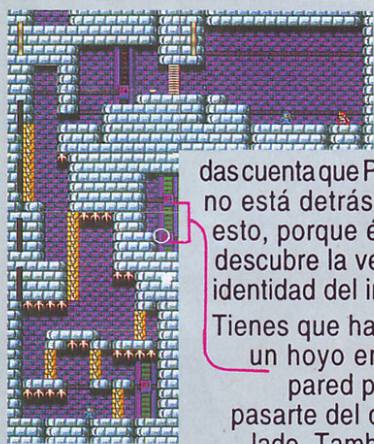 das cuenta que P
no está detrás
esto, porque é
descubre la ve
identidad del in
Tienes que ha
un hoyo en
pared p
pasarte del o
lado. Tamb